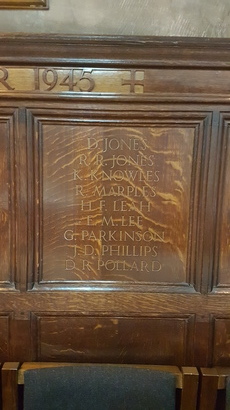 R 1945
D. JONES
R. R. JONES
K. KNOWLES
R. MARPLES
H. F. LEAH
L. M. LEE
G. PARKINSON
J. D. PHILLIPS
D. R. POLLARD